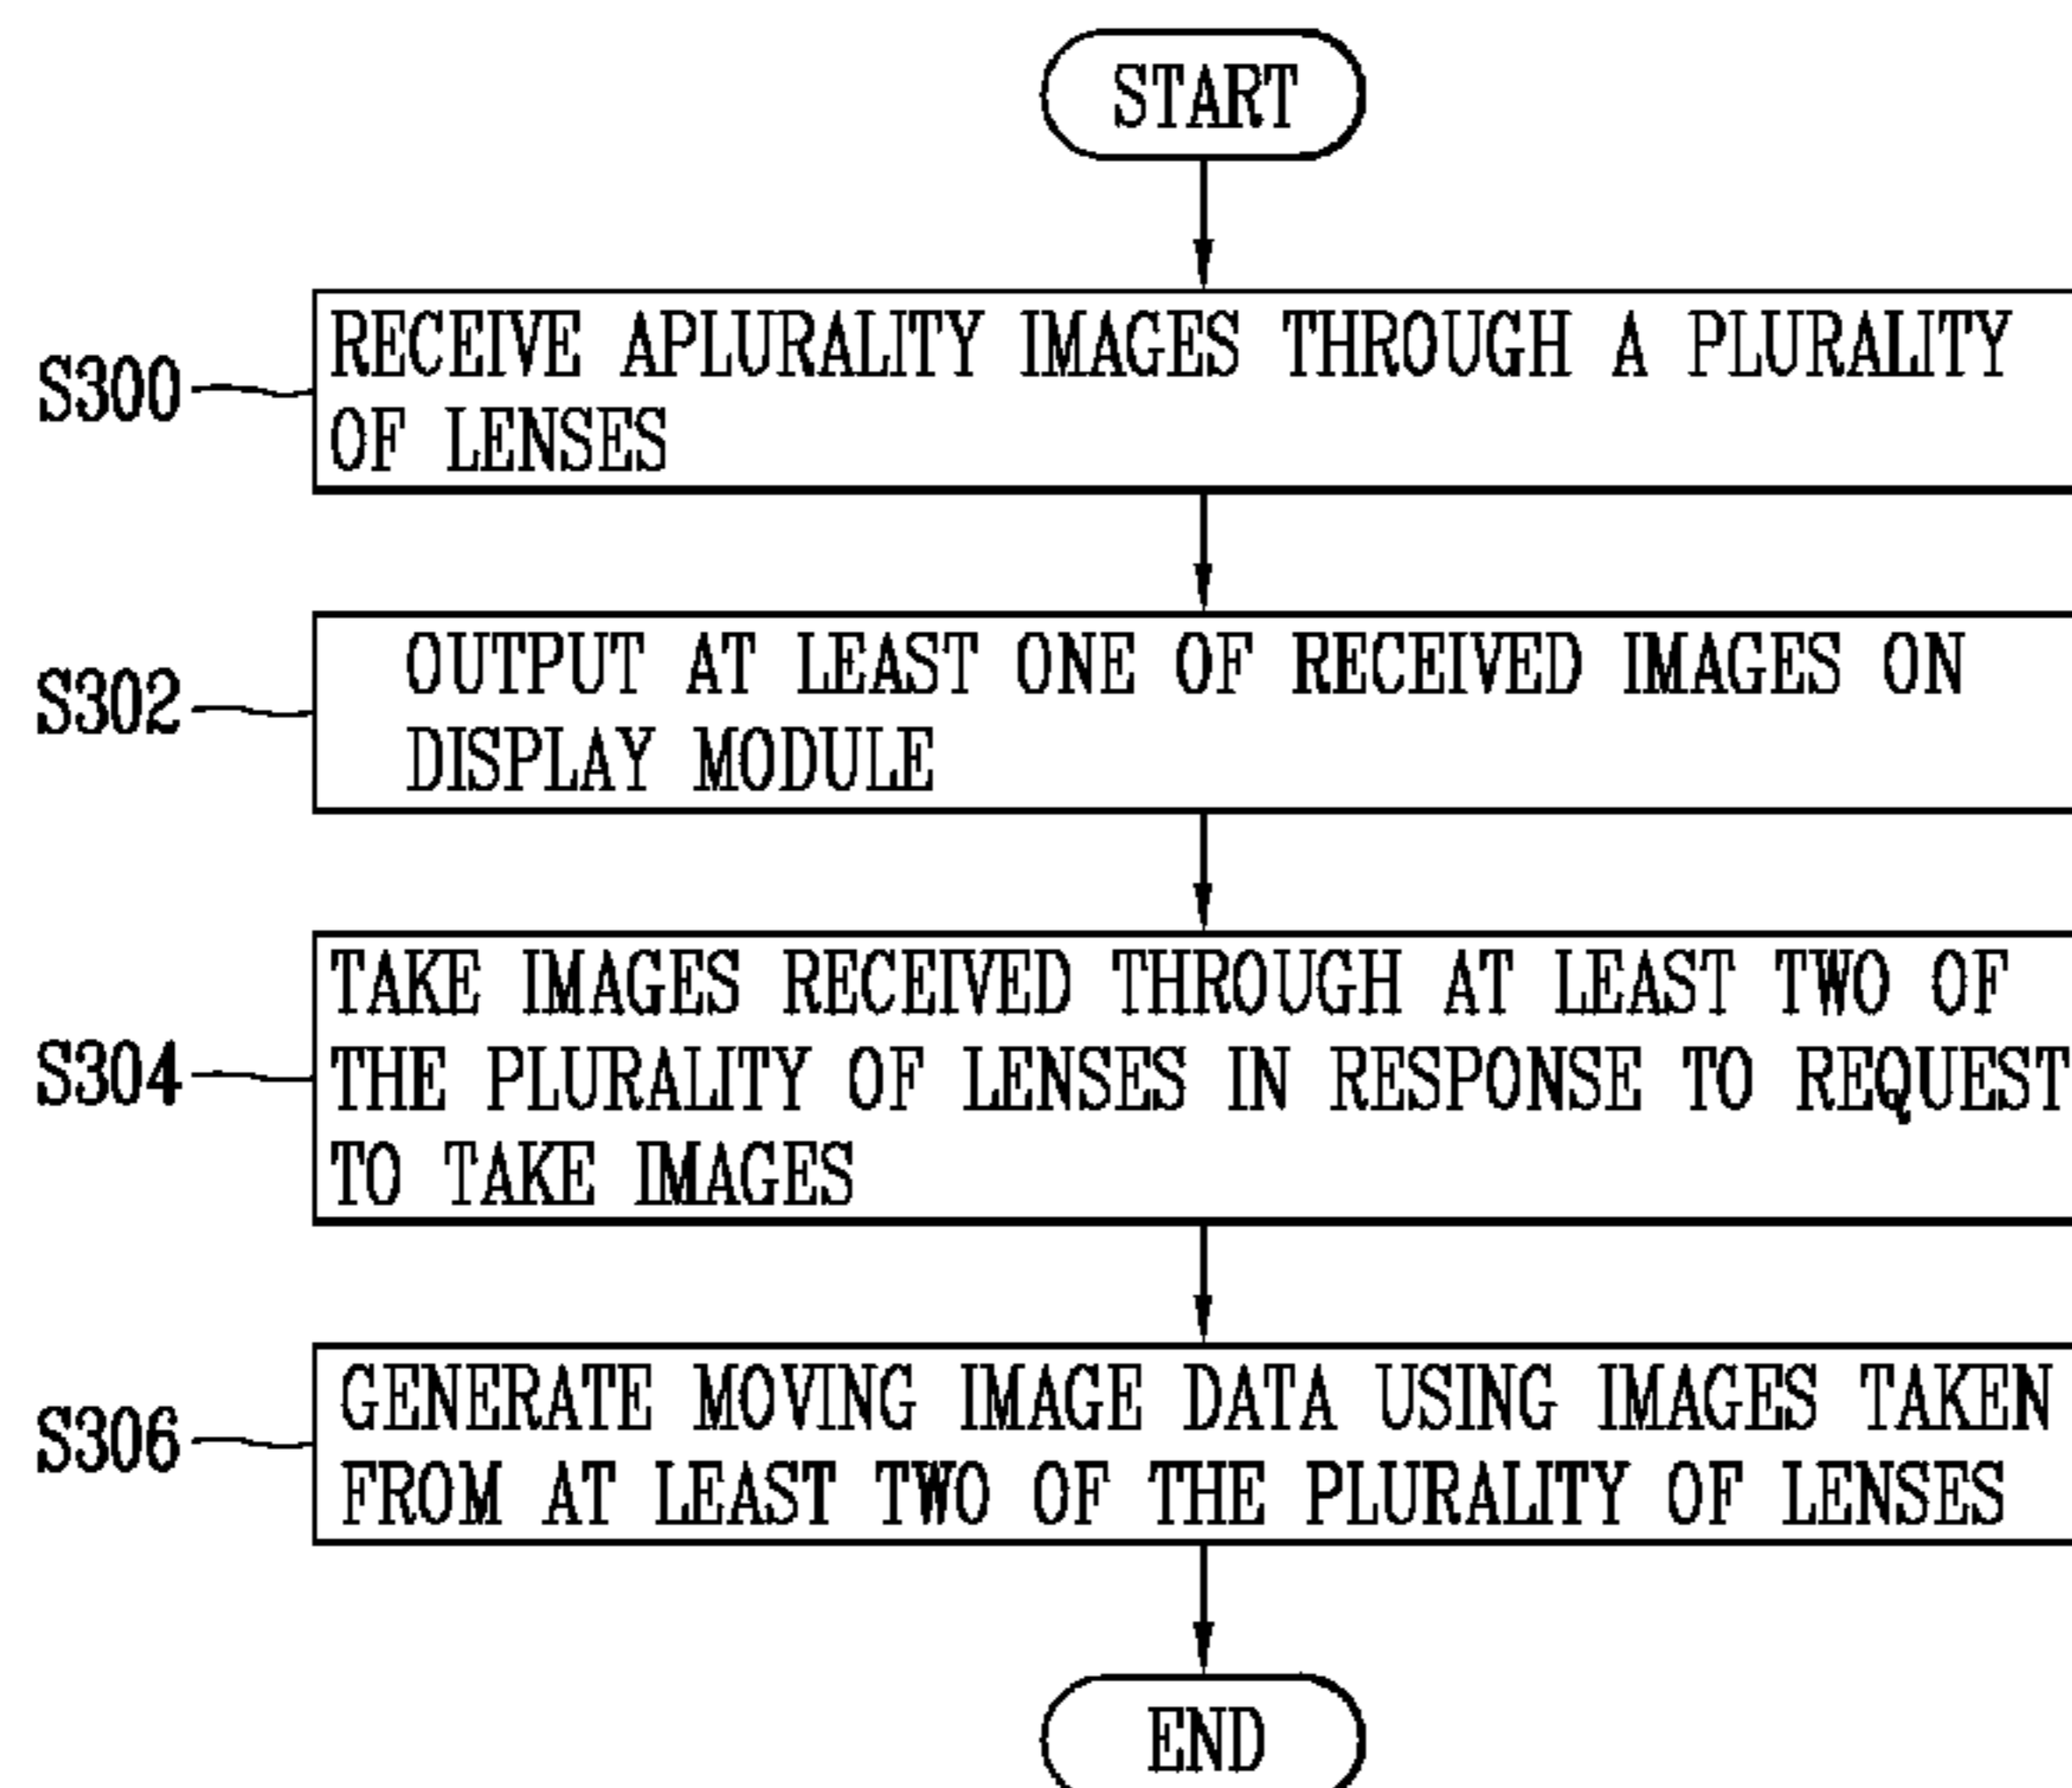 START
S300
RECEIVE APLURALITY IMAGES THROUGH A PLURALITY
OF LENSES
S302
OUTPUT AT LEAST ONE OF RECEIVED IMAGES ON
DISPLAY MODULE
S304
TAKE IMAGES RECEIVED THROUGH AT LEAST TWO OF
THE PLURALITY OF LENSES IN RESPONSE TO REQUEST
TO TAKE IMAGES
S306
GENERATE MOVING IMAGE DATA USING IMAGES TAKEN
FROM AT LEAST TWO OF THE PLURALITY OF LENSES
END